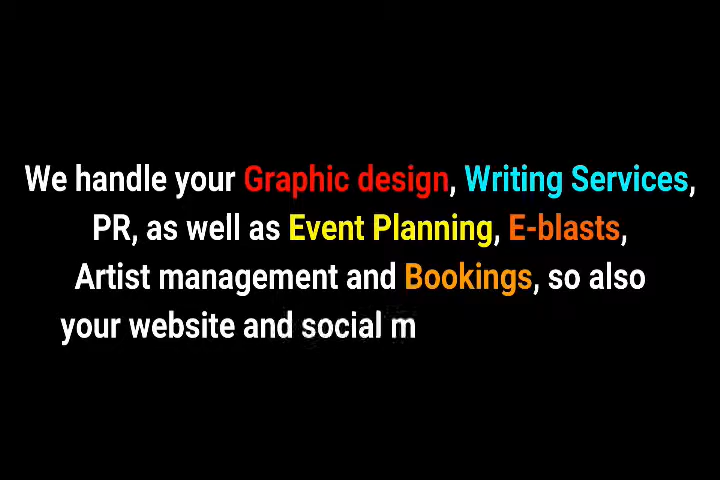 We handle your Graphic design, Writing Services,
PR, as well as Event Planning, E-blasts,
Artist management and Bookings, so also
your website and social m